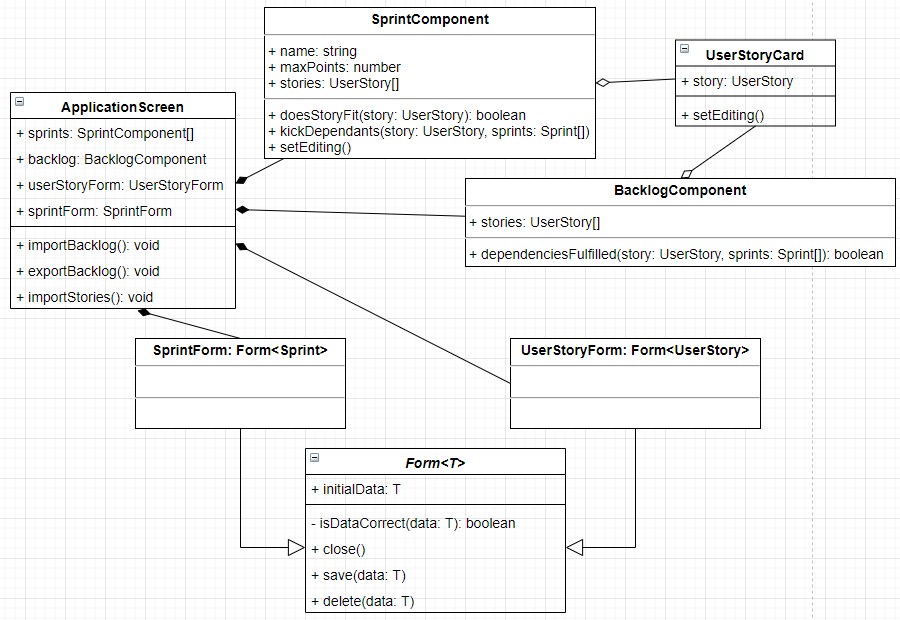 SprintComponent
+ name: string
+ maxPoints: number
+ stories: UserStory[]
+ doesStoryFit(story: UserStory): boolean
+ kickDependants(story: UserStory, sprints: Sprint[])
+ setEditing()
UserStoryCard
+ story: UserStory
+ setEditing()
ApplicationScreen
+ sprints: SprintComponent[]
+ backlog: BacklogComponent
+ userStoryForm: UserStoryForm
+ sprintForm: SprintForm
+ importBacklog(): void
+ exportBacklog(): void
+ importStories(): void
BacklogComponent
+ stories: UserStory[]
+ dependenciesFulfilled(story: UserStory, sprints: Sprint[]): boolean
SprintForm: Form<Sprint>
UserStoryForm: Form<UserStory>
Form<T>
+ initialData: T
- isDataCorrect(data: T): boolean
+ close()
+ save(data: T)
+ delete(data: T)